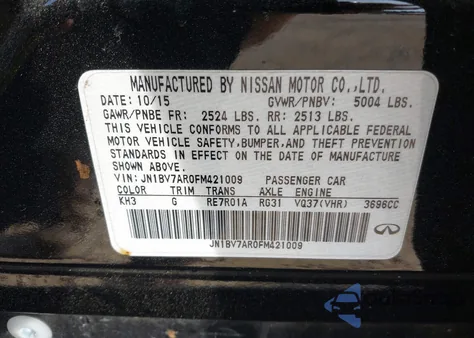 MANUFACTURED BY NISSAN MOTOR CO.,LTD.
DATE: 10/15 GVWR/PNBV: 5004 LBS.
GAWR/PNBE FR: 2524 LBS. RR: 2513 LBS.
THIS VEHICLE CONFORMS TO ALL APPLICABLE FEDERAL
MOTOR VEHICLE SAFETY, BUMPER, AND THEFT PREVENTION
STANDARDS IN EFFECT ON THE DATE OF MANUFACTURE
SHOWN ABOVE.
VIN: JN1BV7AR0FM421009 PASSENGER CAR
COLOR TRIM TRANS AXLE ENGINE
KH3 G RE7R01A RG31 VQ37(VHR) 3696CC
JN1BV7AR0FM421009
INFINITI